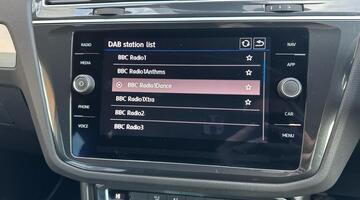 DAB station list
RADIO
MEDIA
PHONE
VOICE
BBC Radio1
BBC Radio1Anthms
BBC Radio1Dance
BBC Radio1Xtra
BBC Radio2
BBC Radio3
NAV
APP
CAR
MENU